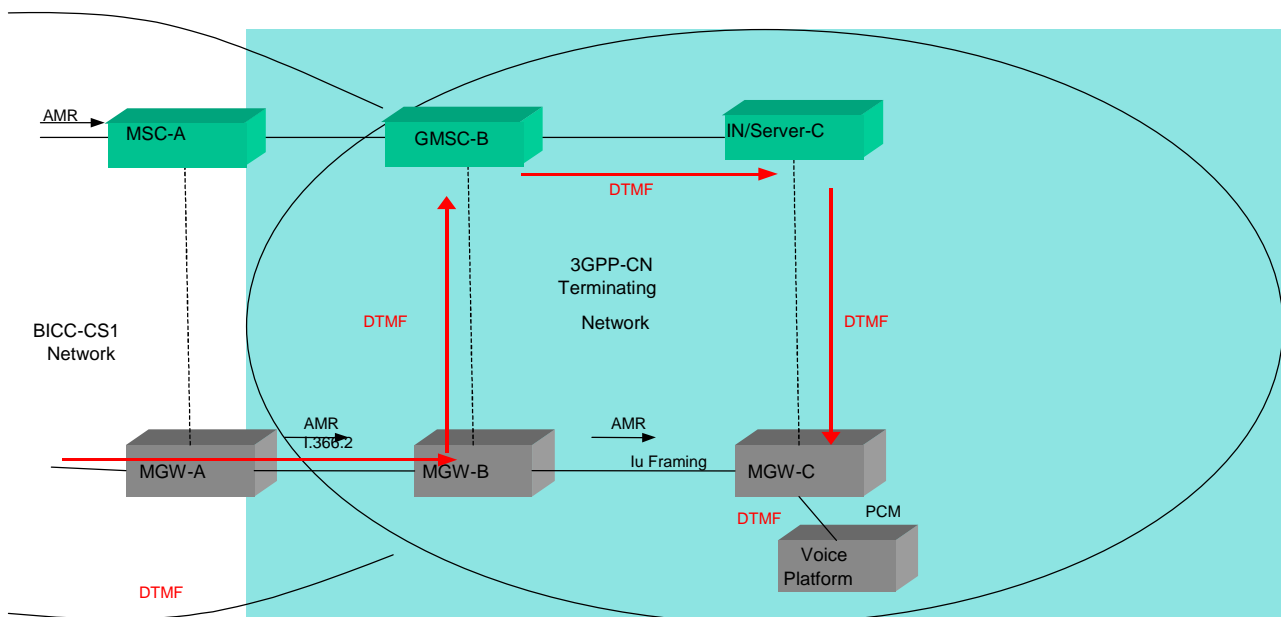 AMR
MSC-A
GMSC-B
IN/Server-C
DTMF
3GPP-CN
Terminating
Network
DTMF
DTMF
BICC-CS1
Network
AMR
I.366.2
AMR
Iu Framing
MGW-A
MGW-B
MGW-C
DTMF
PCM
Voice
Platform
DTMF